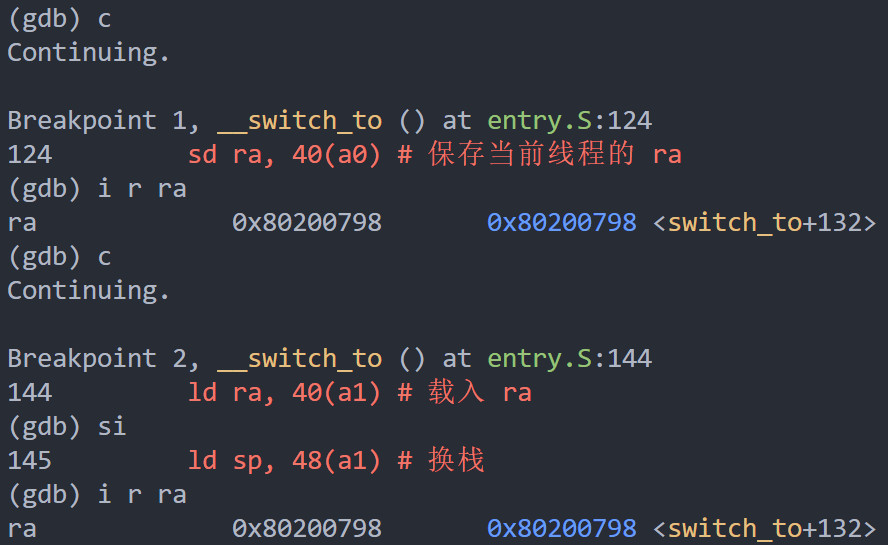 (gdb) c
Continuing.
Breakpoint 1, __switch_to () at entry.S:124
124 sd ra, 40(a0) # 保存当前线程的 ra
(gdb) i r ra
ra 0x80200798 0x80200798 <switch_to+132>
(gdb) c
Continuing.
Breakpoint 2, __switch_to () at entry.S:144
144 ld ra, 40(a1) # 载入 ra
(gdb) si
145 ld sp, 48(a1) # 换栈
(gdb) i r ra
ra 0x80200798 0x80200798 <switch_to+132>